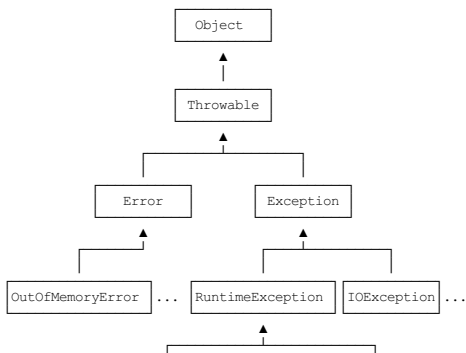 Object
Throwable
Error
Exception
OutOfMemoryError
...
RuntimeException
IOException
...